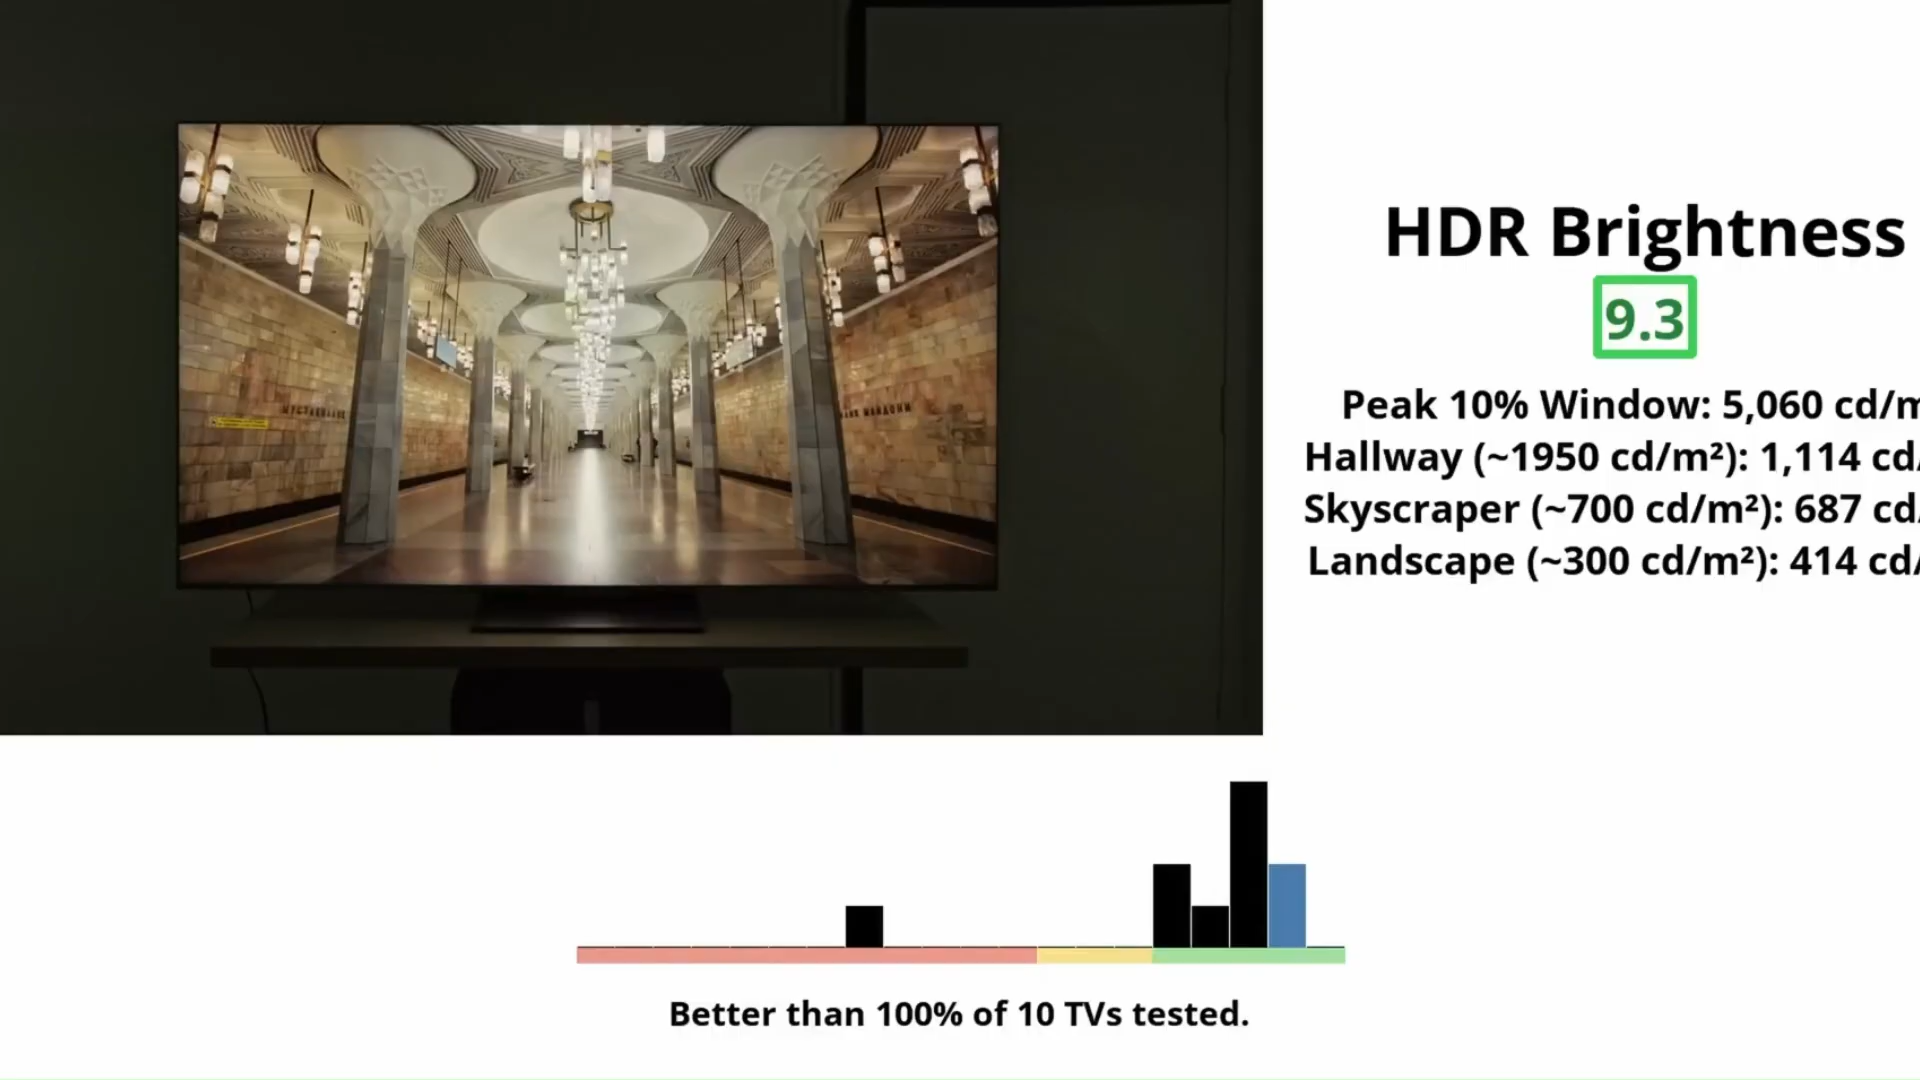 HDR Brightness
9.3
Peak 10% Window: 5,060 cd/m
Hallway (~1950 cd/m²): 1,114 cd/
Skyscraper (~700 cd/m²): 687 cd/
Landscape (~300 cd/m²): 414 cd/
Better than 100% of 10 TVs tested.